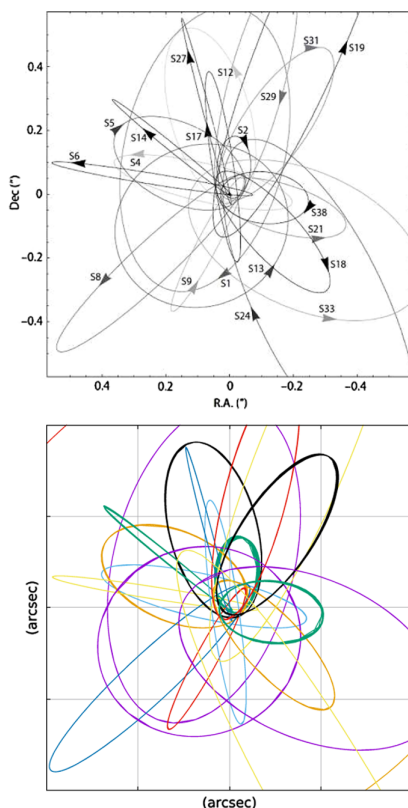 0.4
0.2
0
−0.2
−0.4
Dec (")
S31
S19
S27
S12
S29
S5
S14
S17
S2
S6
S4
S38
S21
S18
S8
S9
S1
S13
S24
S33
0.4 0.2 0 −0.2 −0.4
R.A. (")
(arcsec)
(arcsec)